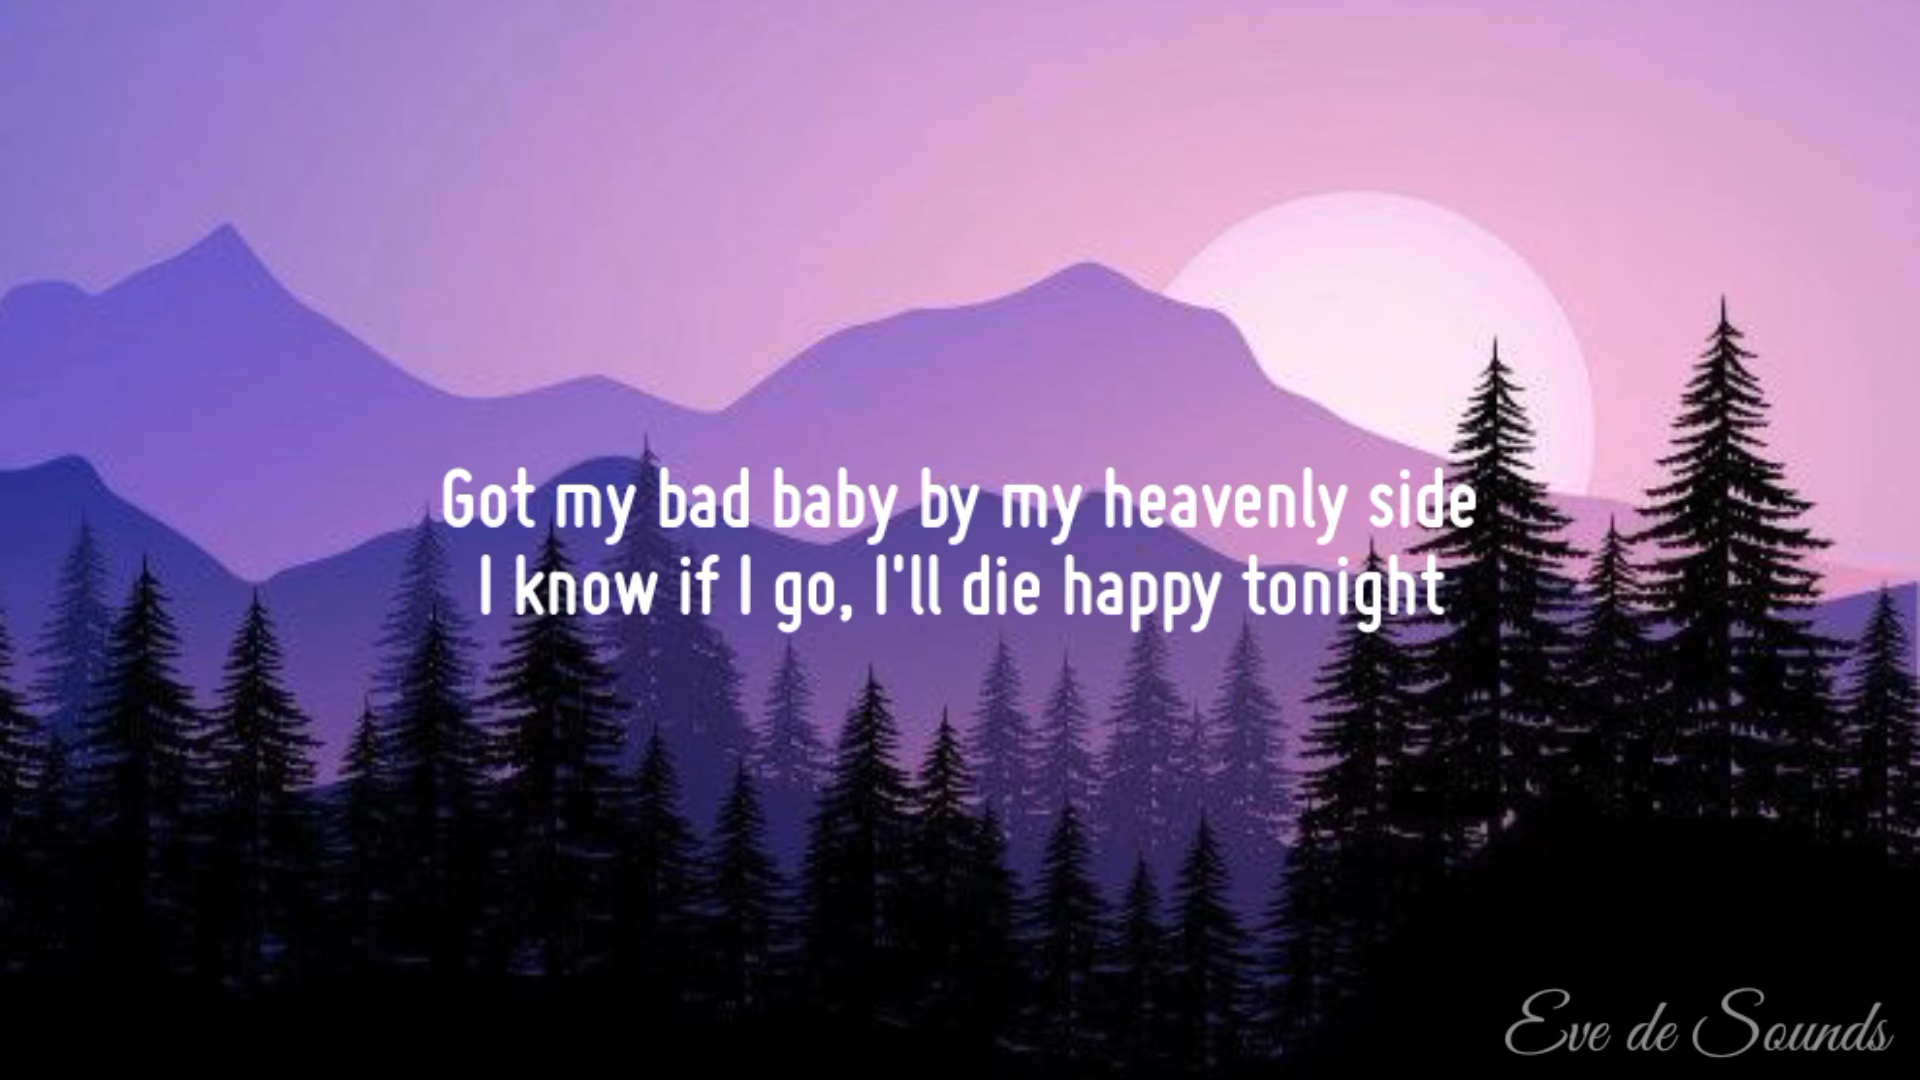 Got my bad baby by my heavenly side
I know if I go, I'll die happy tonight
Eve de Sounds